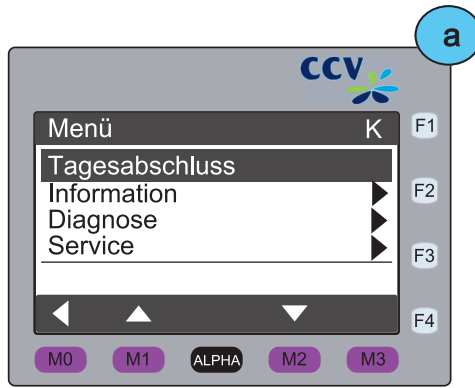 a
CCV
Menü K F1
Tagesabschluss
Information F2
Diagnose
Service F3
F4
M0 M1 ALPHA M2 M3